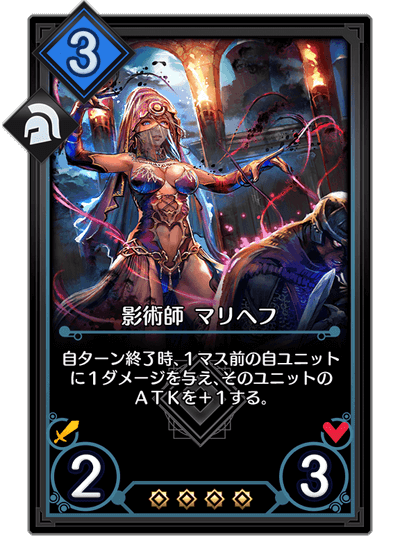 3
影術師 マリヘフ
自ターン終了時、1マス前の自ユニット
に1ダメージを与え、そのユニットの
ATKを+1する。
2
3